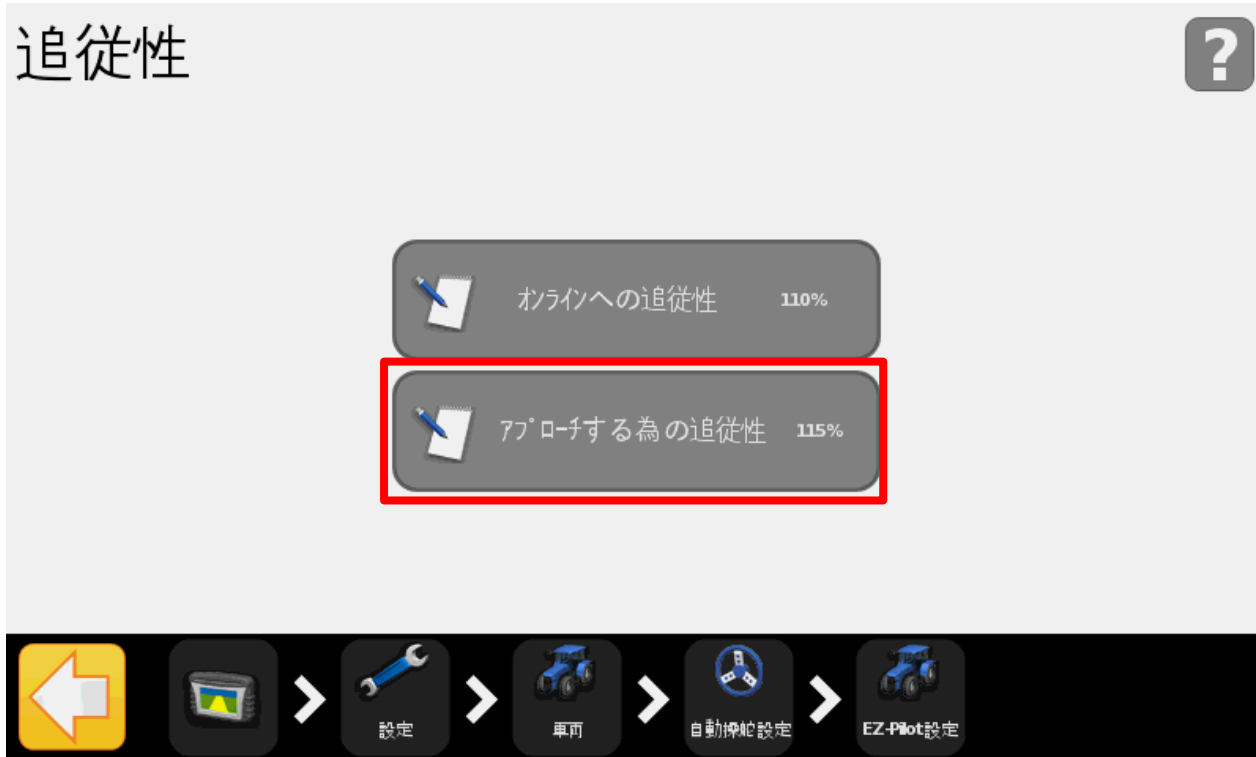 追従性
?
オンラインへの追従性 110%
アプローチする為の追従性 115%
設定
車両
自動操舵設定
EZ-Pilot設定